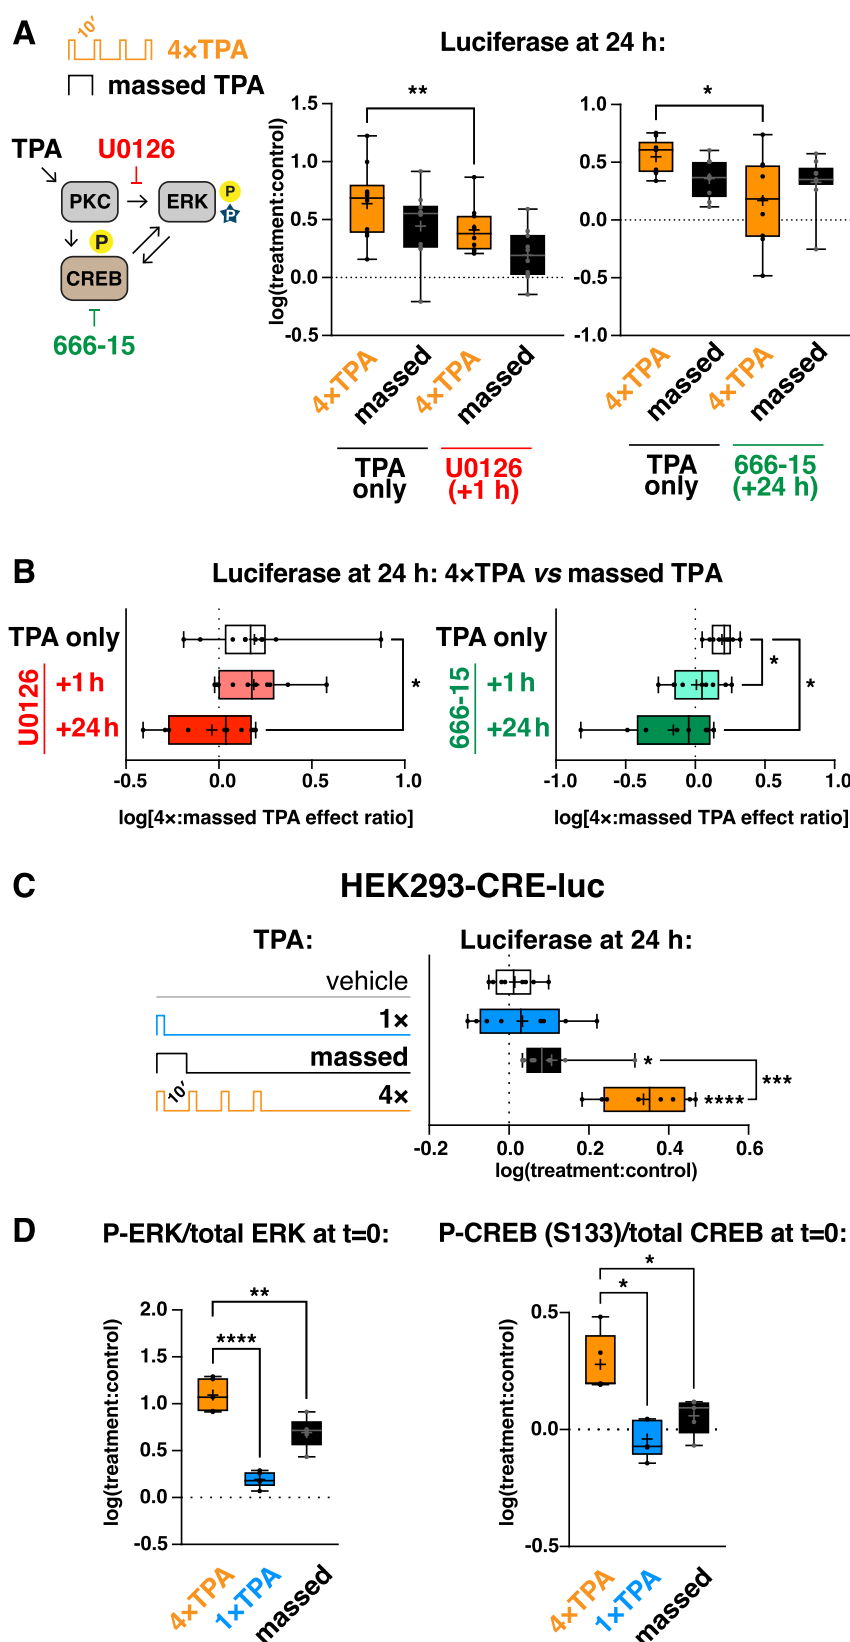 A
10′
4×TPA
massed TPA
Luciferase at 24 h:
TPA
U0126
PKC
ERK
P
P
P
CREB
666-15
log(treatment:control)
1.5
1.0
0.5
0.0
-0.5
**
4×TPA
massed
4×TPA
massed
TPA
only
U0126
(+1 h)
1.0
0.5
0.0
-0.5
-1.0
*
4×TPA
massed
4×TPA
massed
TPA
only
666-15
(+24 h)
B
Luciferase at 24 h: 4×TPA vs massed TPA
TPA only
U0126
+1 h
+24 h
*
-0.5
0.0
0.5
1.0
log[4×:massed TPA effect ratio]
TPA only
666-15
+1 h
+24 h
*
*
-1.0
-0.5
0.0
0.5
1.0
log[4×:massed TPA effect ratio]
C
HEK293-CRE-luc
TPA:
Luciferase at 24 h:
vehicle
1×
massed
10′
4×
*
****
***
-0.2
0.0
0.2
0.4
0.6
log(treatment:control)
D
P-ERK/total ERK at t=0:
log(treatment:control)
2.0
1.5
1.0
0.5
0.0
-0.5
**
****
4×TPA
1×TPA
massed
P-CREB (S133)/total CREB at t=0:
log(treatment:control)
0.5
0.0
-0.5
*
*
4×TPA
1×TPA
massed